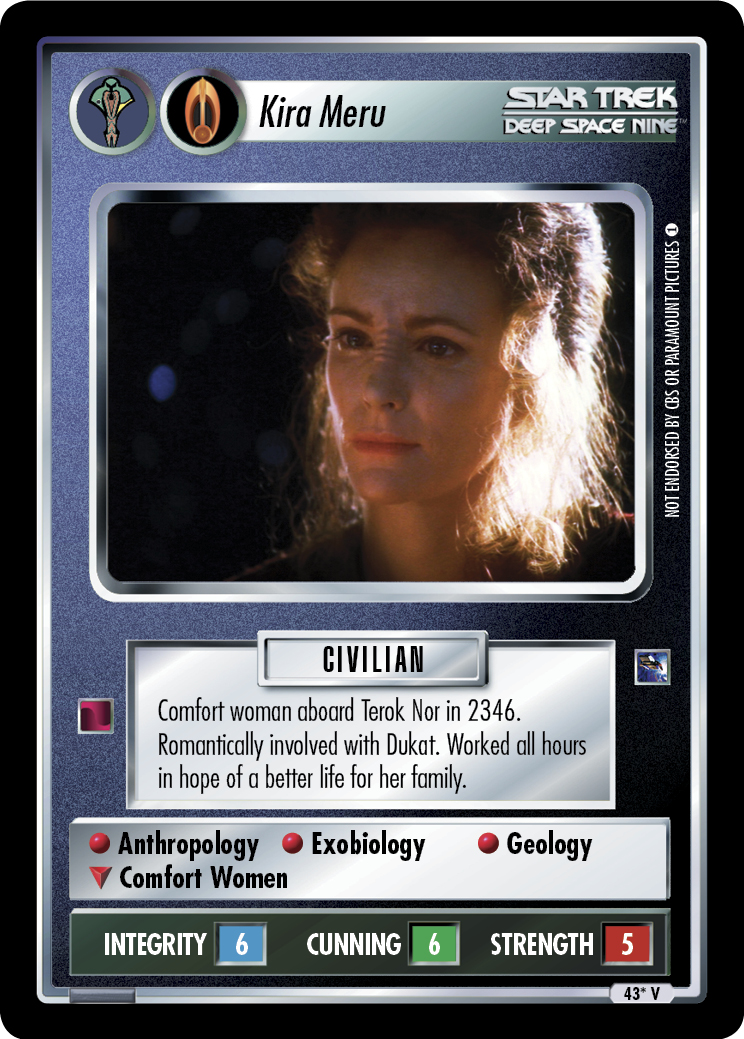 Kira Meru
STAR TREK
DEEP SPACE NINE™
NOT ENDORSED BY CBS OR PARAMOUNT PICTURES 1
CIVILIAN
Comfort woman aboard Terok Nor in 2346.
Romantically involved with Dukat. Worked all hours
in hope of a better life for her family.
Anthropology Exobiology Geology
Comfort Women
INTEGRITY 6 CUNNING 6 STRENGTH 5
43* V